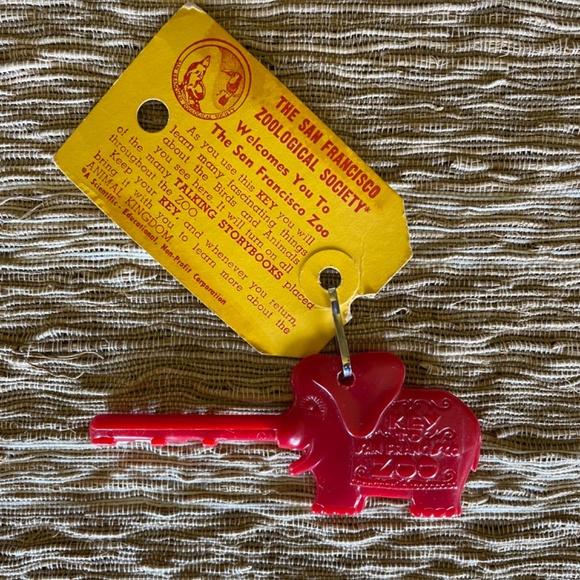 THE SAN FRANCISCO
ZOOLOGICAL SOCIETY*
Welcomes You To
The San Francisco Zoo
As you use this KEY you will
learn many fascinating things
about the Birds and Animals
you see here. It will turn on all
of the many TALKING STORYBOOKS placed
throughout the ZOO.
Keep your KEY, and whenever you return,
bring it with you to learn more about the
ANIMAL KINGDOM.
*A Scientific, Educational, Non-Profit Corporation
KEY
TO
SAN FRANCISCO
ZOO